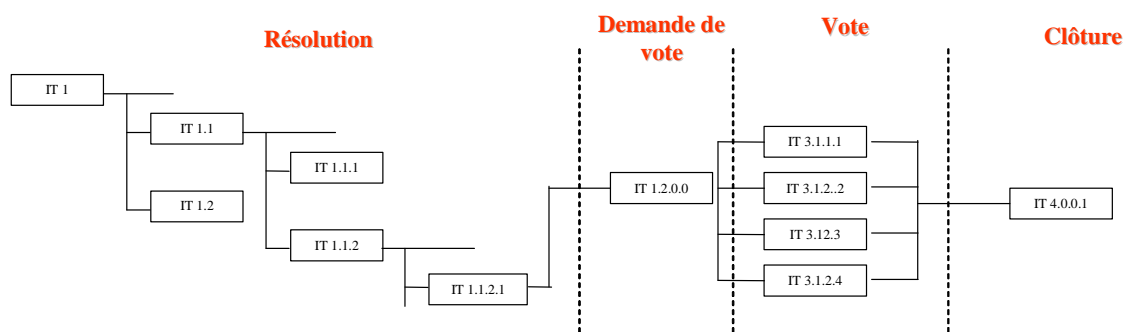 Résolution
Demande de
vote
Vote
Clôture
IT 1
IT 1.1
IT 1.1.1
IT 1.2
IT 1.1.2
IT 1.1.2.1
IT 1.2.0.0
IT 3.1.1.1
IT 3.1.2..2
IT 3.12.3
IT 3.1.2.4
IT 4.0.0.1